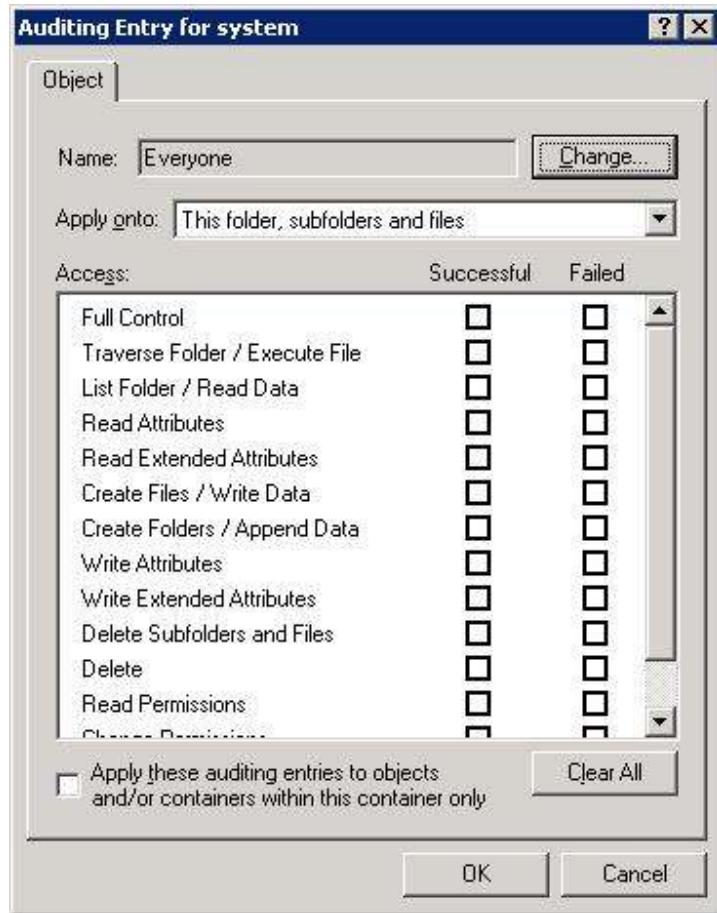 Auditing Entry for system
Object
Name: Everyone Change...
Apply onto: This folder, subfolders and files
Access: Successful Failed
Full Control
Traverse Folder / Execute File
List Folder / Read Data
Read Attributes
Read Extended Attributes
Create Files / Write Data
Create Folders / Append Data
Write Attributes
Write Extended Attributes
Delete Subfolders and Files
Delete
Read Permissions
Change Permissions
Apply these auditing entries to objects
and/or containers within this container only
Clear All
OK Cancel